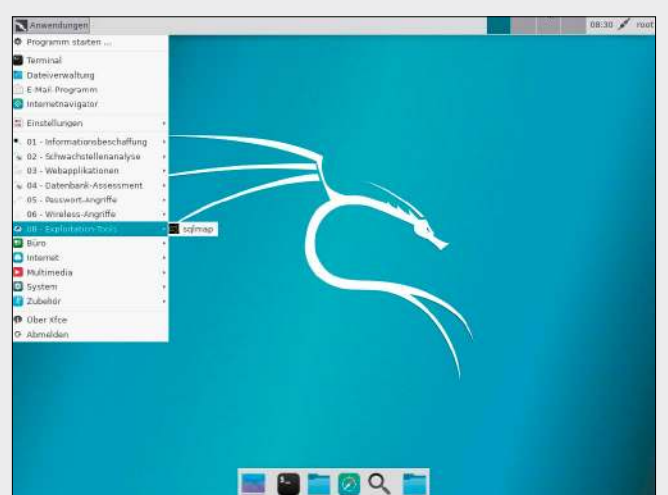 Anwendungen
08:30 root
Programm starten ...
Terminal
Dateiverwaltung
E-Mail-Programm
Internetnavigator
Einstellungen
01 - Informationsbeschaffung
02 - Schwachstellenanalyse
03 - Webapplikationen
04 - Datenbank-Assessment
05 - Passwort-Angriffe
06 - Wireless-Angriffe
08 - Exploitation-Tools
sqlmap
Büro
Internet
Multimedia
System
Zubehör
Über Xfce
Abmelden